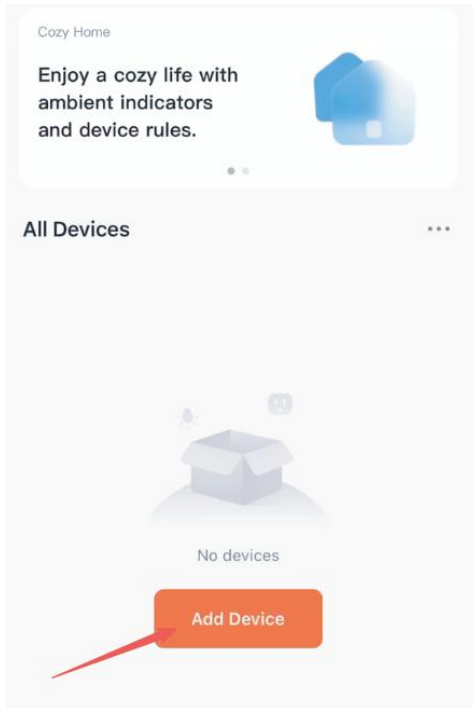 Cozy Home
Enjoy a cozy life with
ambient indicators
and device rules.
All Devices
No devices
Add Device